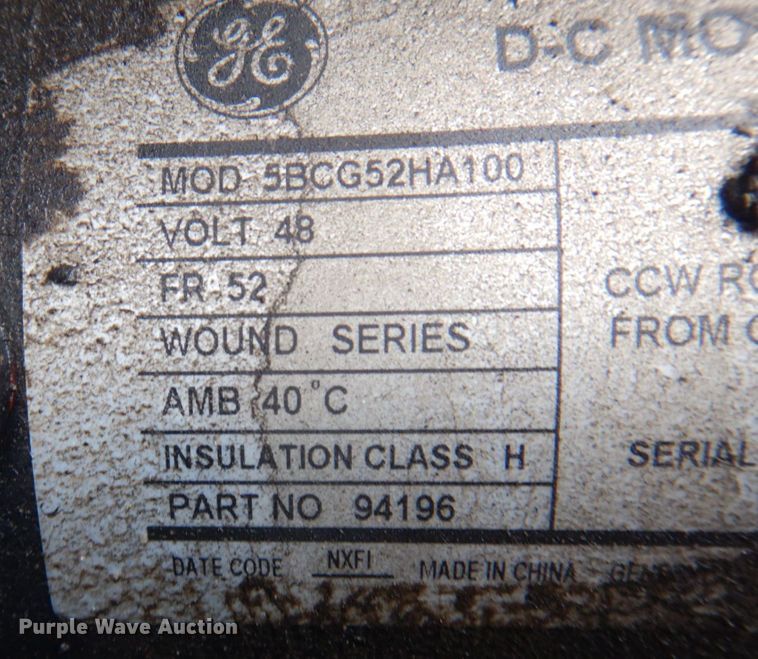 GE
D-C MO
MOD 5BCG52HA100
VOLT 48
FR 52
CCW RO
WOUND SERIES
FROM
AMB 40°C
INSULATION CLASS H
SERIAL
PART NO 94196
DATE CODE NXFI MADE IN CHINA
Purple Wave Auction